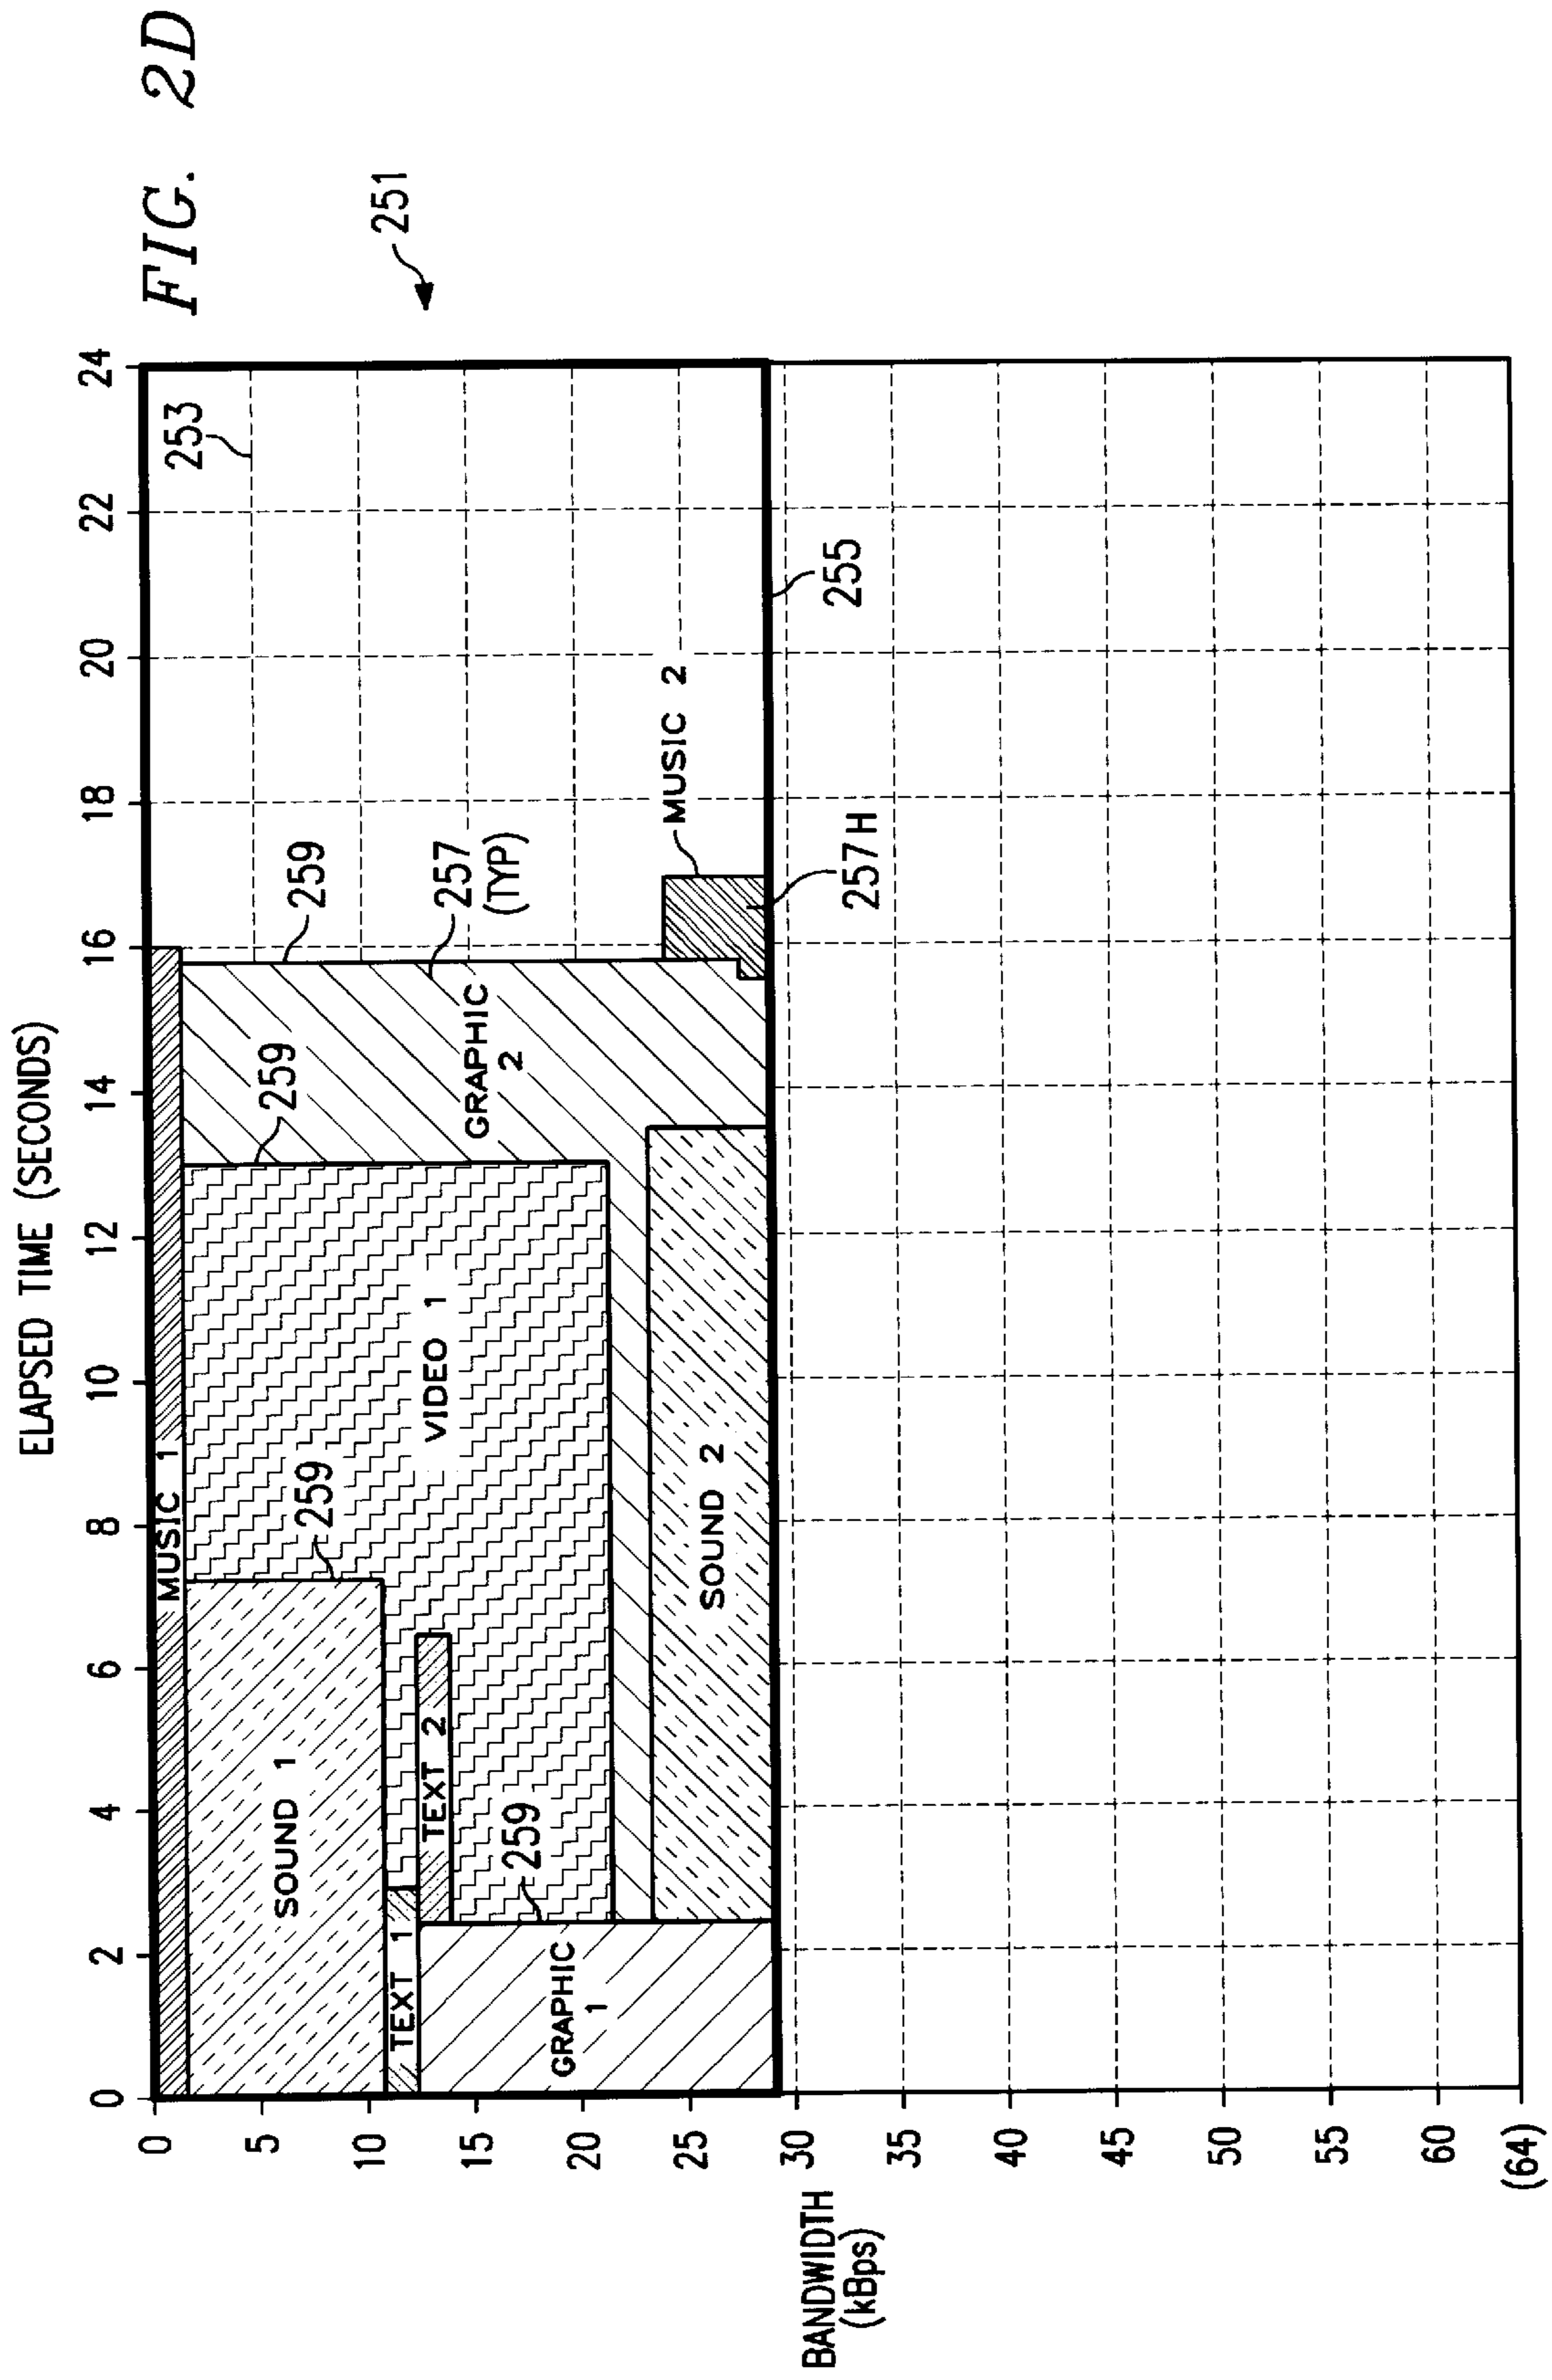 FIG. 2D
ELAPSED TIME (SECONDS)
0 2 4 6 8 10 12 14 16 18 20 22 24
BANDWIDTH
(kBps)
0
5
10
15
20
25
30
35
40
45
50
55
60
(64)
251
253
255
MUSIC 1
SOUND 1
TEXT 1
TEXT 2
GRAPHIC
1
VIDEO 1
SOUND 2
GRAPHIC
2
MUSIC 2
259
259
259
259
257
(TYP)
257H